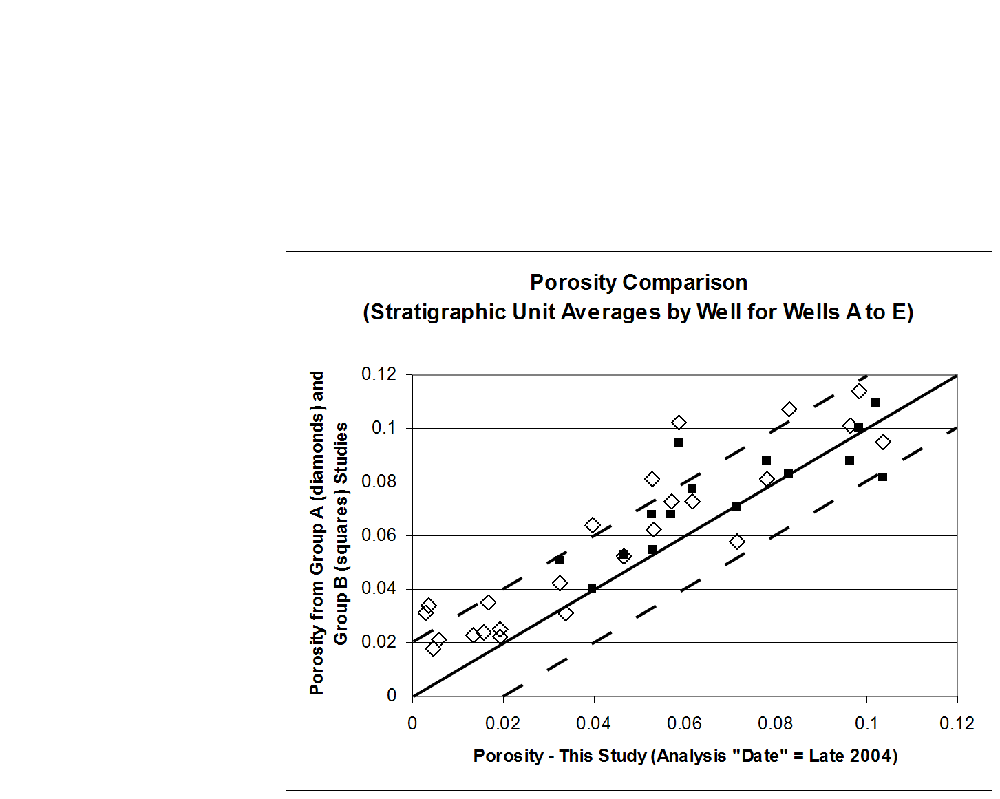 Porosity Comparison
(Stratigraphic Unit Averages by Well for Wells A to E)
Porosity from Group A (diamonds) and
Group B (squares) Studies
0.12
0.1
0.08
0.06
0.04
0.02
0
0 0.02 0.04 0.06 0.08 0.1 0.12
Porosity - This Study (Analysis "Date" = Late 2004)